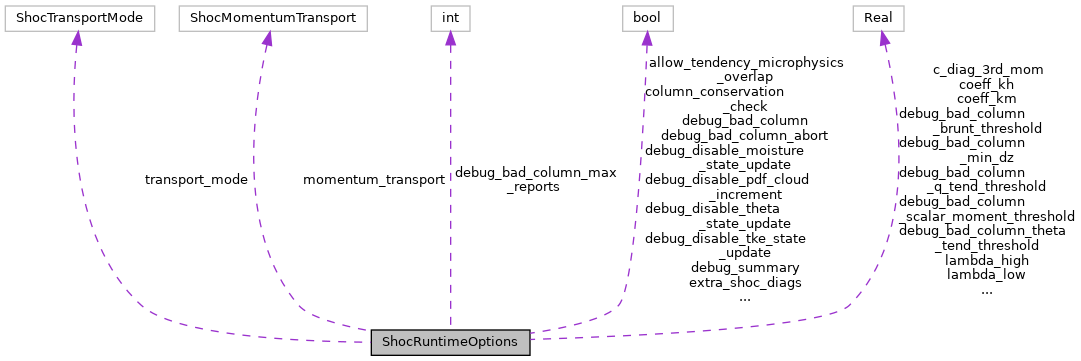 ShocTransportMode
ShocMomentumTransport
int
bool
Real
transport_mode
momentum_transport
debug_bad_column_max
_reports
allow_tendency_microphysics
_overlap
column_conservation
_check
debug_bad_column
debug_bad_column_abort
debug_disable_moisture
_state_update
debug_disable_pdf_cloud
_increment
debug_disable_theta
_state_update
debug_disable_tke_state
_update
debug_summary
extra_shoc_diags
...
c_diag_3rd_mom
coeff_kh
coeff_km
debug_bad_column
_brunt_threshold
debug_bad_column
_min_dz
debug_bad_column
_q_tend_threshold
debug_bad_column
_scalar_moment_threshold
debug_bad_column_theta
_tend_threshold
lambda_high
lambda_low
...
ShocRuntimeOptions